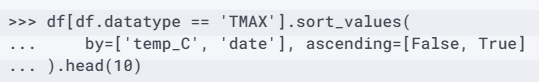 >>> df[df.datatype == 'TMAX'].sort_values(
...     by=['temp_C', 'date'], ascending=[False, True]
... ).head(10)